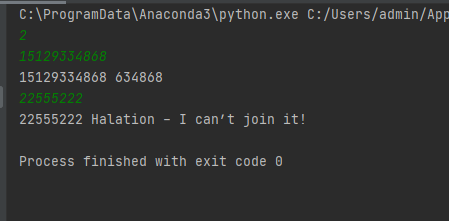 C:\ProgramData\Anaconda3\python.exe C:/Users/admin/App
2
15129334868
15129334868 634868
22555222
22555222 Halation – I can’t join it!
Process finished with exit code 0